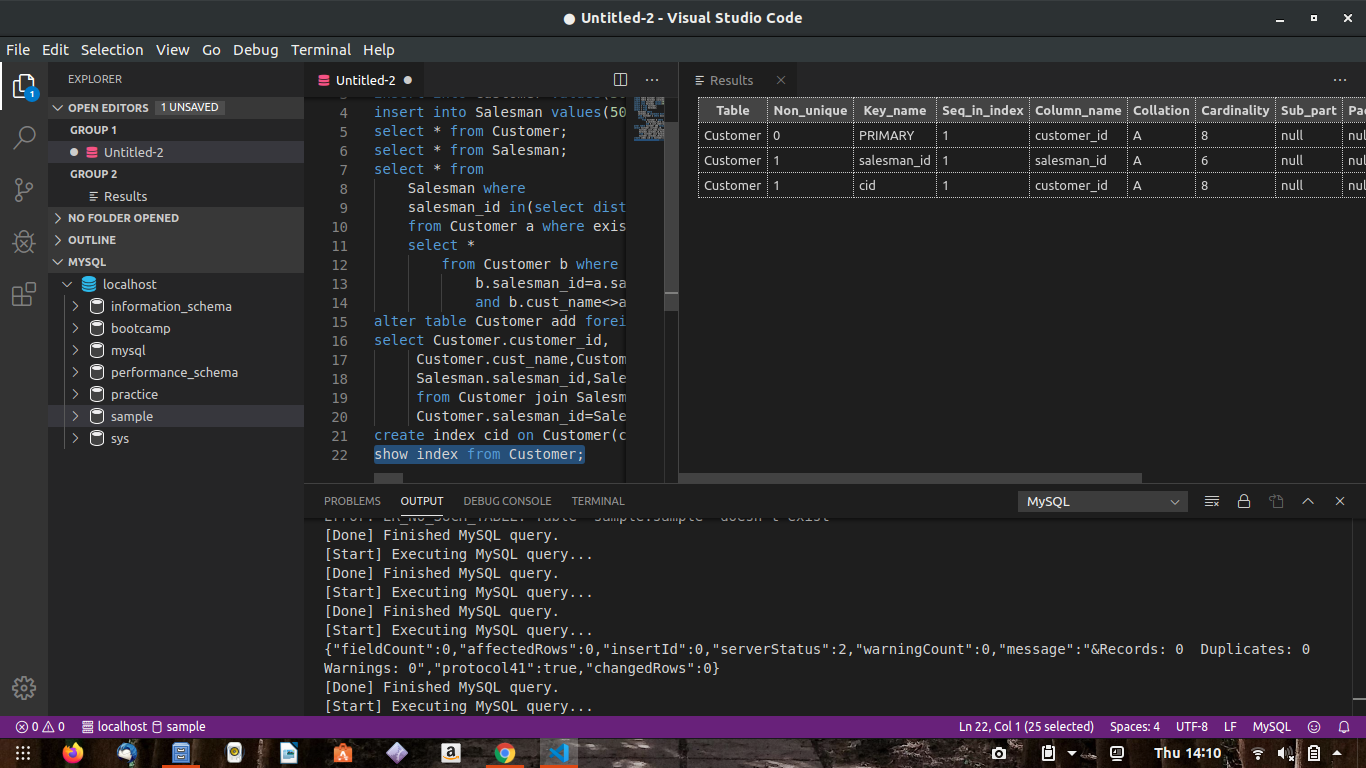 Untitled-2 - Visual Studio Code
File Edit Selection View Go Debug Terminal Help
1
EXPLORER
OPEN EDITORS 1 UNSAVED
GROUP 1
Untitled-2
GROUP 2
Results
NO FOLDER OPENED
OUTLINE
MYSQL
localhost
information_schema
bootcamp
mysql
performance_schema
practice
sample
sys
Untitled-2
4 insert into Salesman values(50
5 select * from Customer;
6 select * from Salesman;
7 select * from
8 Salesman where
9 salesman_id in(select dist
10 from Customer a where exis
11 select *
12 from Customer b where
13 b.salesman_id=a.sa
14 and b.cust_name<>a
15 alter table Customer add forei
16 select Customer.customer_id,
17 Customer.cust_name,Custom
18 Salesman.salesman_id,Sale
19 from Customer join Salesm
20 Customer.salesman_id=Sale
21 create index cid on Customer(c
22 show index from Customer;
Results
Table Non_unique Key_name Seq_in_index Column_name Collation Cardinality Sub_part Pac
Customer 0 PRIMARY 1 customer_id A 8 null nul
Customer 1 salesman_id 1 salesman_id A 6 null nul
Customer 1 cid 1 customer_id A 8 null nul
PROBLEMS OUTPUT DEBUG CONSOLE TERMINAL MySQL
[Done] Finished MySQL query.
[Start] Executing MySQL query...
[Done] Finished MySQL query.
[Start] Executing MySQL query...
[Done] Finished MySQL query.
[Start] Executing MySQL query...
{"fieldCount":0,"affectedRows":0,"insertId":0,"serverStatus":2,"warningCount":0,"message":"&Records: 0  Duplicates: 0
Warnings: 0","protocol41":true,"changedRows":0}
[Done] Finished MySQL query.
[Start] Executing MySQL query...
0 0 localhost sample Ln 22, Col 1 (25 selected) Spaces: 4 UTF-8 LF MySQL
Thu 14:10